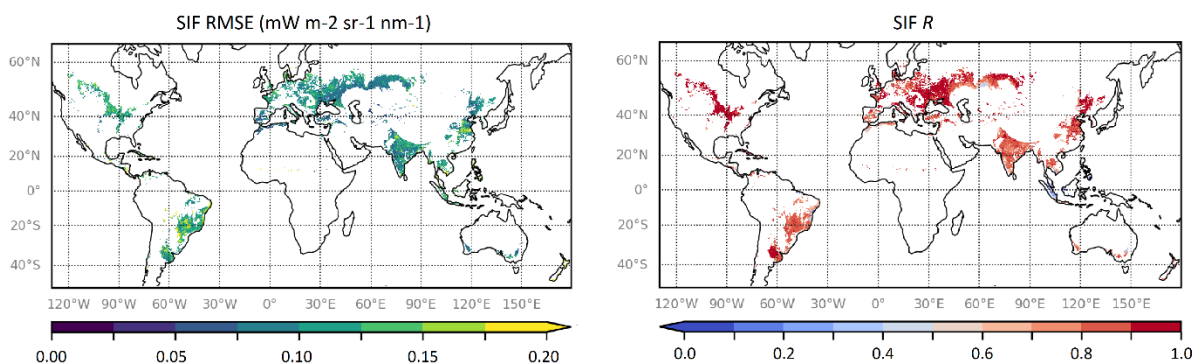 SIF RMSE (mW m-2 sr-1 nm-1)
60°N
40°N
20°N
0°
20°S
40°S
120°W 90°W 60°W 30°W 0° 30°E 60°E 90°E 120°E 150°E
0.00 0.05 0.10 0.15 0.20
SIF R
60°N
40°N
20°N
0°
20°S
40°S
120°W 90°W 60°W 30°W 0° 30°E 60°E 90°E 120°E 150°E
0.0 0.2 0.4 0.6 0.8 1.0